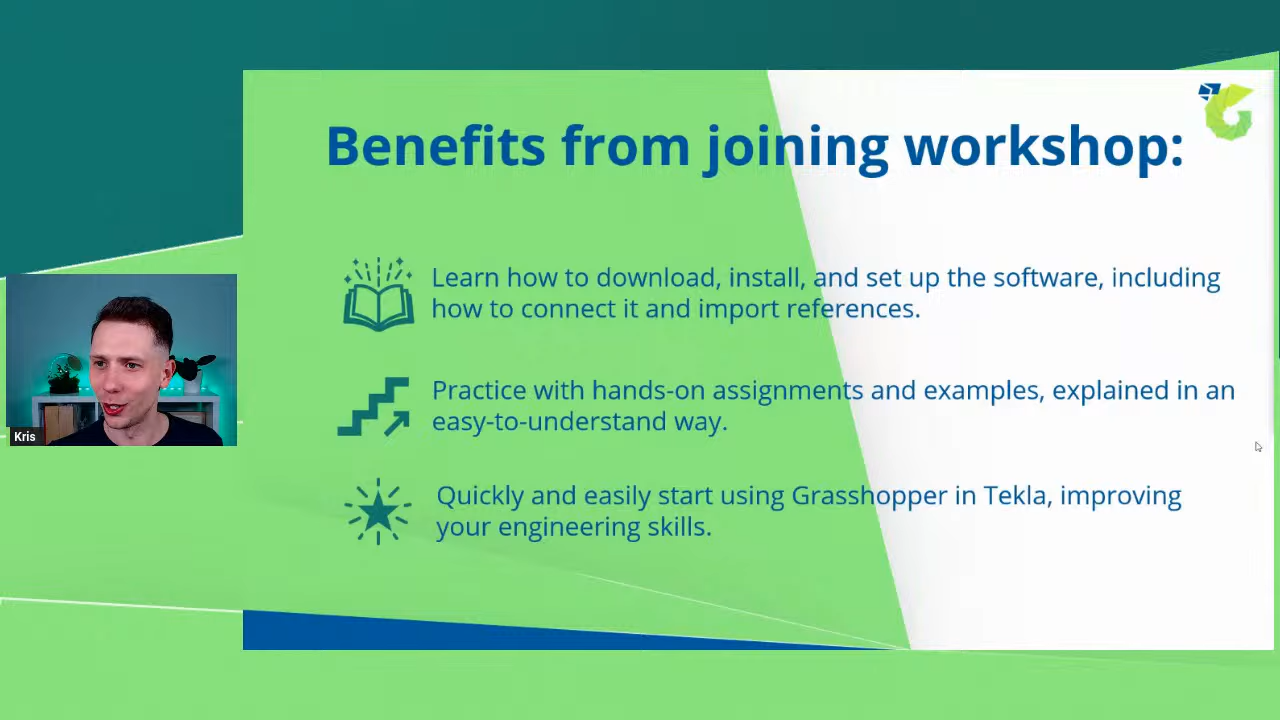 Benefits from joining workshop:
Learn how to download, install, and set up the software, including
how to connect it and import references.
Practice with hands-on assignments and examples, explained in an
easy-to-understand way.
Quickly and easily start using Grasshopper in Tekla, improving
your engineering skills.
Kris